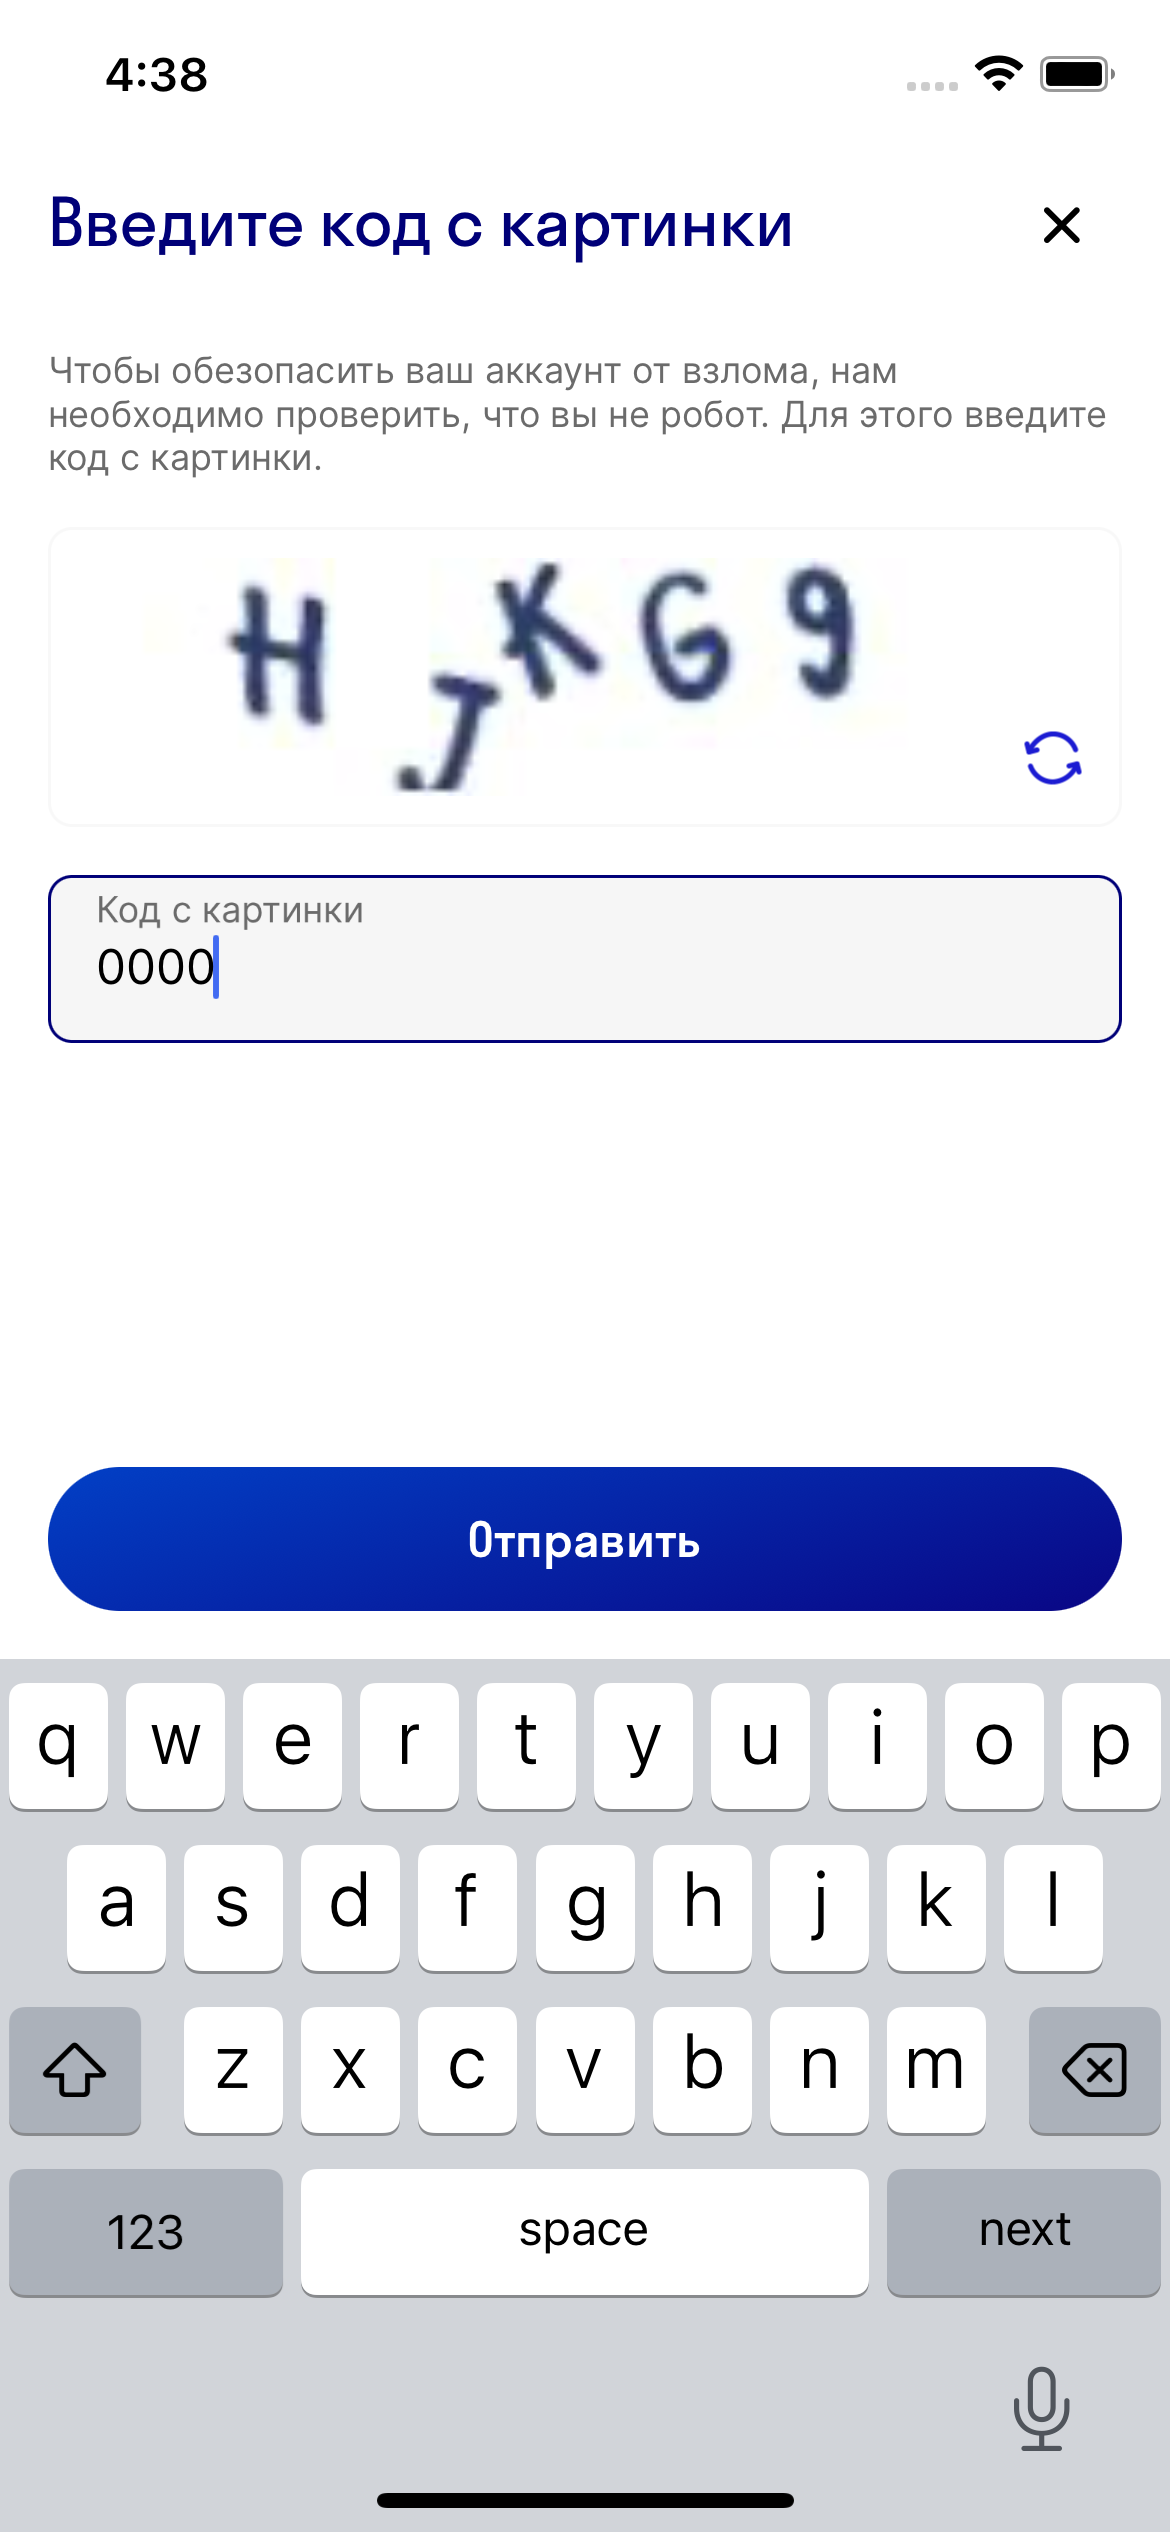 4:38
Введите код с картинки
Чтобы обезопасить ваш аккаунт от взлома, нам
необходимо проверить, что вы не робот. Для этого введите
код с картинки.
H J K G 9
Код с картинки
0000
Отправить
q w e r t y u i o p
a s d f g h j k l
z x c v b n m
123 space next